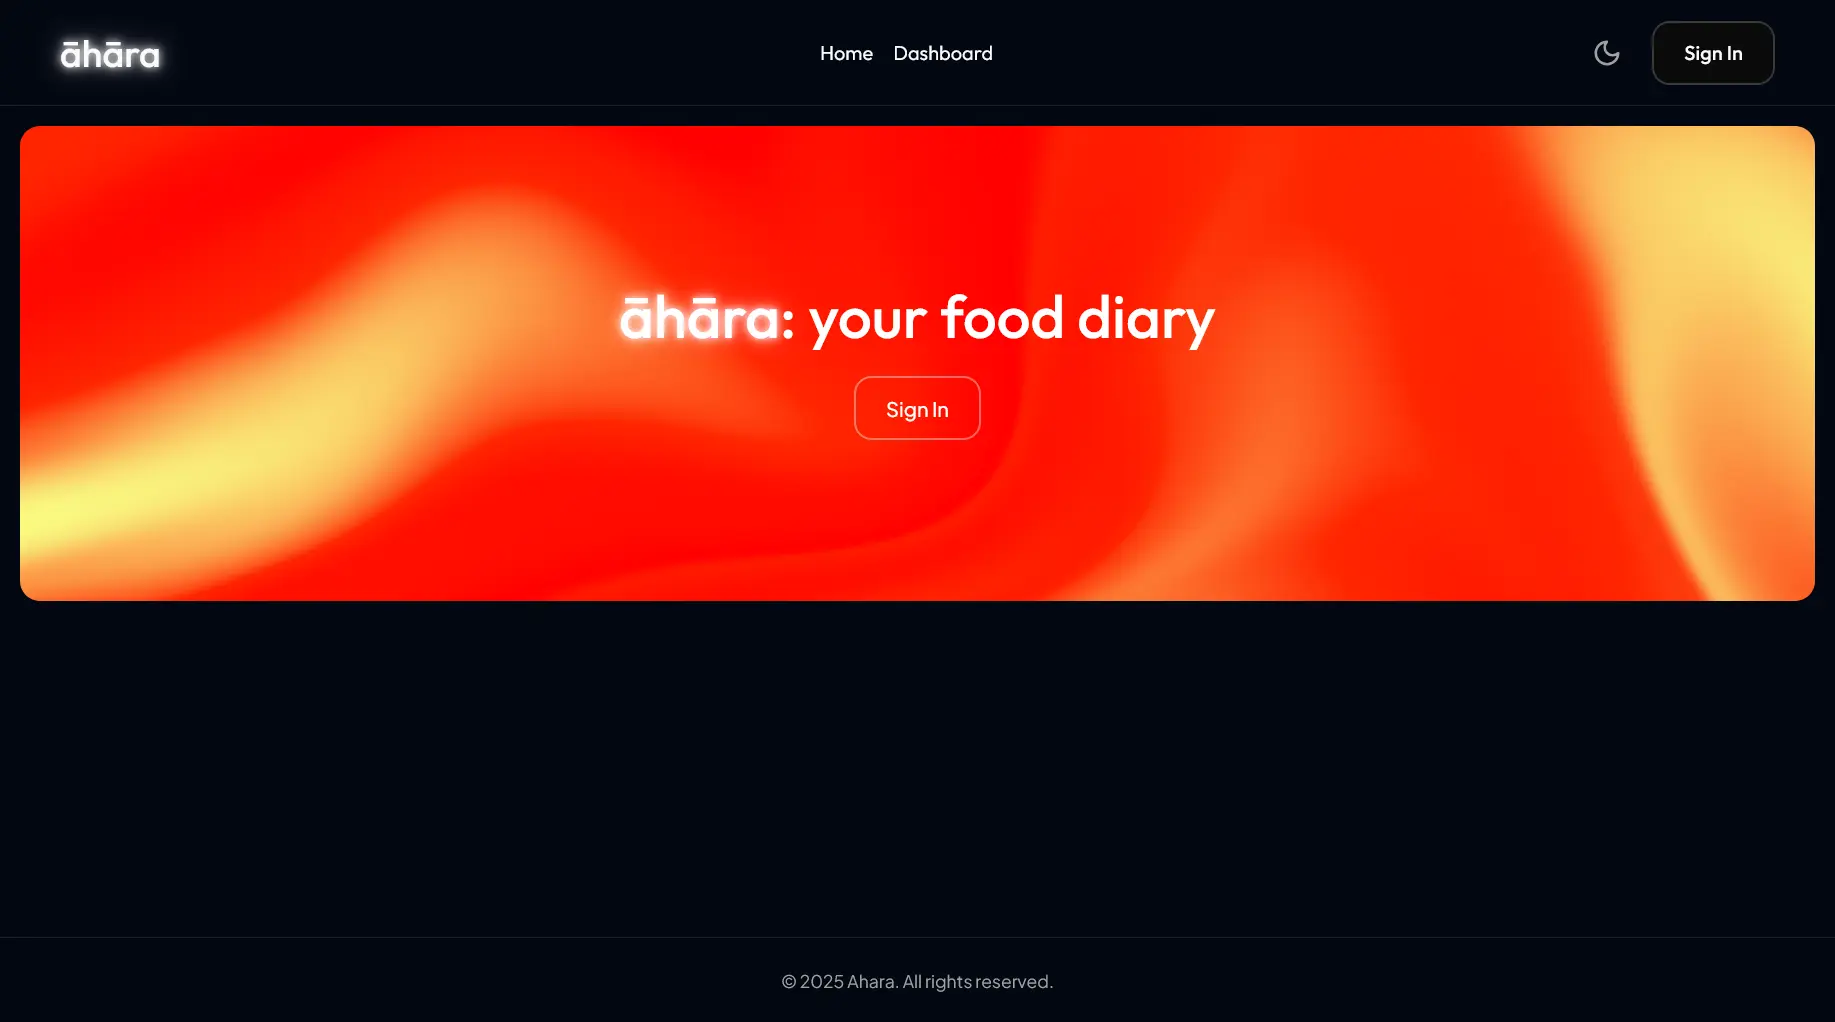 āhāra
Home Dashboard
Sign In
āhāra: your food diary
Sign In
© 2025 Ahara. All rights reserved.